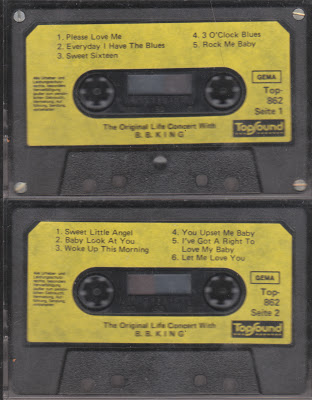 1. Please Love Me
2. Everyday I Have The Blues
3. Sweet Sixteen
4. 3 O'Clock Blues
5. Rock Me Baby
GEMA
Top-
862
Seite 1
The Original Life Concert With
B. B. KING
TopSound
1. Sweet Little Angel
2. Baby Look At You
3. Woke Up This Morning
4. You Upset Me Baby
5. I've Got A Right To
Love My Baby
6. Let Me Love You
GEMA
Top-
862
Seite 2
The Original Life Concert With
B. B. KING
TopSound